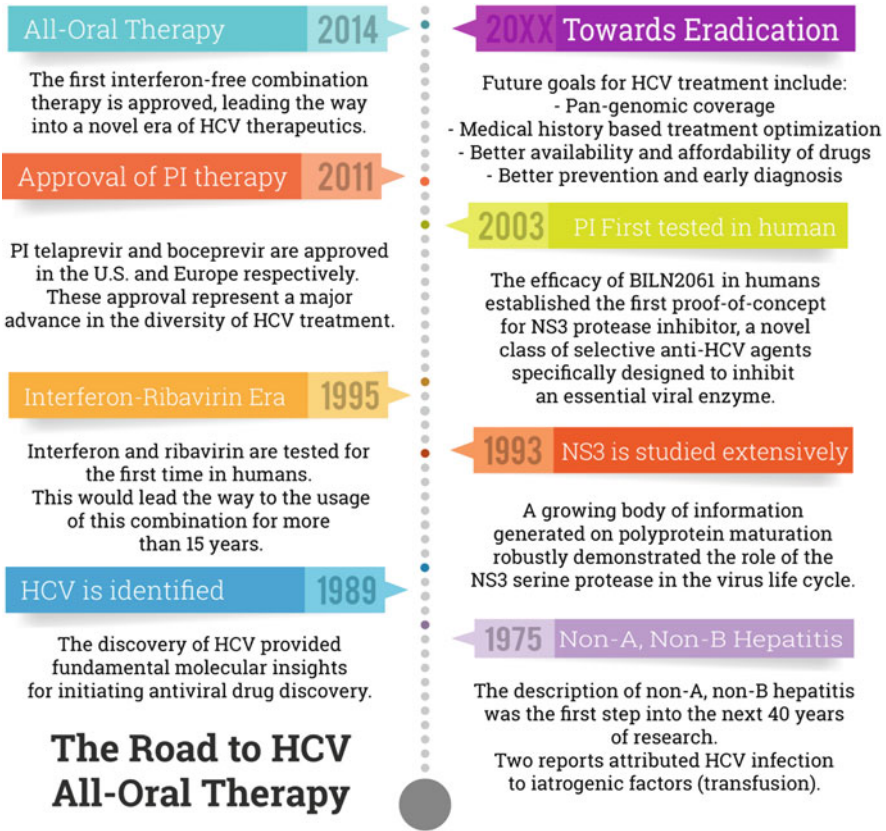 All-Oral Therapy 2014
The first interferon-free combination
therapy is approved, leading the way
into a novel era of HCV therapeutics.
Approval of PI therapy 2011
PI telaprevir and boceprevir are approved
in the U.S. and Europe respectively.
These approval represent a major
advance in the diversity of HCV treatment.
Interferon-Ribavirin Era 1995
Interferon and ribavirin are tested for
the first time in humans.
This would lead the way to the usage
of this combination for more
than 15 years.
HCV is identified 1989
The discovery of HCV provided
fundamental molecular insights
for initiating antiviral drug discovery.
The Road to HCV
All-Oral Therapy
20XX Towards Eradication
Future goals for HCV treatment include:
- Pan-genomic coverage
- Medical history based treatment optimization
- Better availability and affordability of drugs
- Better prevention and early diagnosis
2003 PI First tested in human
The efficacy of BILN2061 in humans
established the first proof-of-concept
for NS3 protease inhibitor, a novel
class of selective anti-HCV agents
specifically designed to inhibit
an essential viral enzyme.
1993 NS3 is studied extensively
A growing body of information
generated on polyprotein maturation
robustly demonstrated the role of the
NS3 serine protease in the virus life cycle.
1975 Non-A, Non-B Hepatitis
The description of non-A, non-B hepatitis
was the first step into the next 40 years
of research.
Two reports attributed HCV infection
to iatrogenic factors (transfusion).